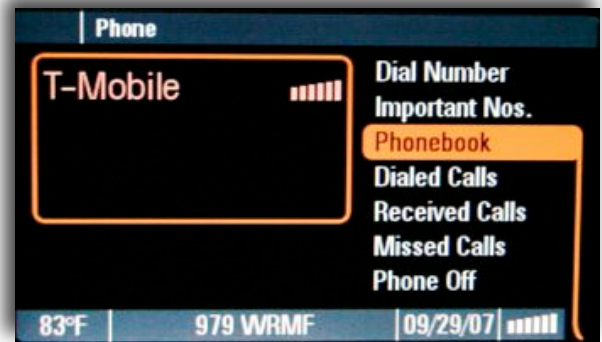 Phone
T-Mobile
Dial Number
Important Nos.
Phonebook
Dialed Calls
Received Calls
Missed Calls
Phone Off
83°F 979 WRMF 09/29/07